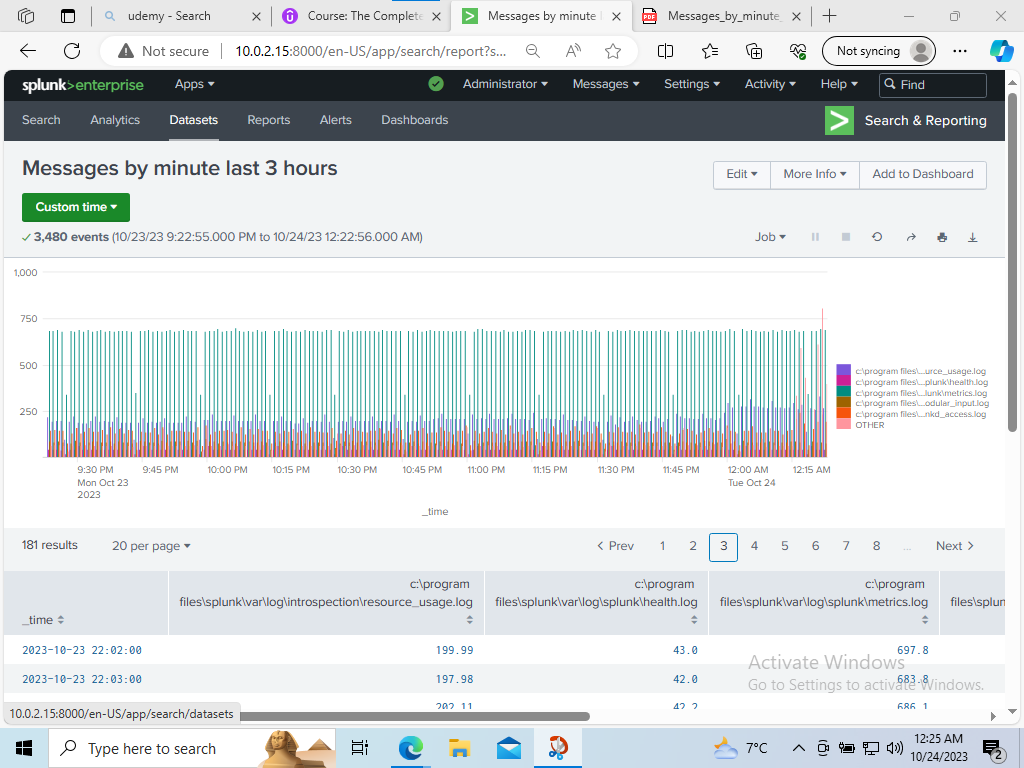 udemy - Search
Course: The Complete
Messages by minute
Messages_by_minute_
Not secure
10.0.2.15:8000/en-US/app/search/report?s...
Not syncing
splunk>enterprise
Apps
Administrator
Messages
Settings
Activity
Help
Find
Search
Analytics
Datasets
Reports
Alerts
Dashboards
Search & Reporting
Messages by minute last 3 hours
Edit
More Info
Add to Dashboard
Custom time
3,480 events (10/23/23 9:22:55.000 PM to 10/24/23 12:22:56.000 AM)
Job
1,000
750
500
250
c:\program files\...urce_usage.log
c:\program files\...plunk\health.log
c:\program files\...lunk\metrics.log
c:\program files\...odular_input.log
c:\program files\...nkd_access.log
OTHER
9:30 PM
Mon Oct 23
2023
9:45 PM
10:00 PM
10:15 PM
10:30 PM
10:45 PM
11:00 PM
11:15 PM
11:30 PM
11:45 PM
12:00 AM
Tue Oct 24
12:15 AM
_time
181 results
20 per page
< Prev
1
2
3
4
5
6
7
8
...
Next >
_time
c:\program
files\splunk\var\log\introspection\resource_usage.log
c:\program
files\splunk\var\log\splunk\health.log
c:\program
files\splunk\var\log\splunk\metrics.log
files\splun
2023-10-23 22:02:00
199.99
43.0
697.8
2023-10-23 22:03:00
197.98
42.0
683.8
202.11
42.2
686.1
Activate Windows
Go to Settings to activate Windows.
10.0.2.15:8000/en-US/app/search/datasets
Type here to search
7°C
12:25 AM
10/24/2023
2